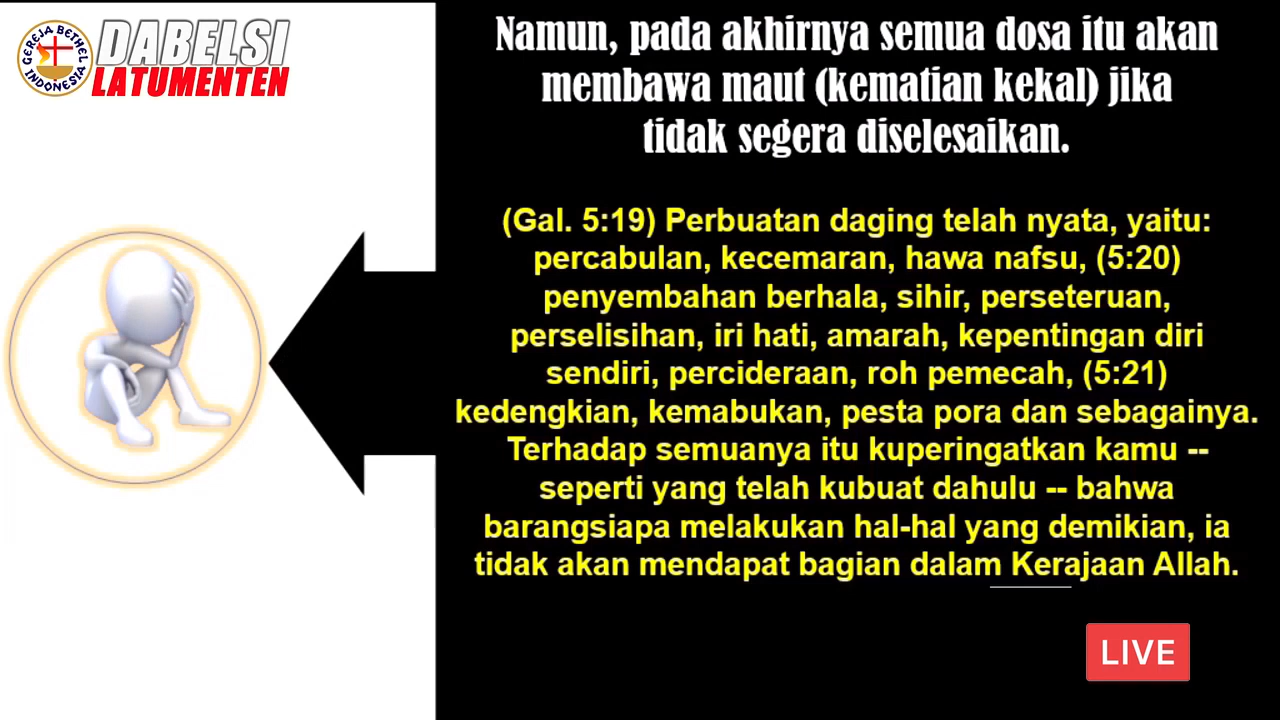 GEREJA BETHEL
INDONESIA
DABELSI
LATUMENTEN
Namun, pada akhirnya semua dosa itu akan
membawa maut (kematian kekal) jika
tidak segera diselesaikan.
(Gal. 5:19) Perbuatan daging telah nyata, yaitu:
percabulan, kecemaran, hawa nafsu, (5:20)
penyembahan berhala, sihir, perseteruan,
perselisihan, iri hati, amarah, kepentingan diri
sendiri, percideraan, roh pemecah, (5:21)
kedengkian, kemabukan, pesta pora dan sebagainya.
Terhadap semuanya itu kuperingatkan kamu --
seperti yang telah kubuat dahulu -- bahwa
barangsiapa melakukan hal-hal yang demikian, ia
tidak akan mendapat bagian dalam Kerajaan Allah.
LIVE